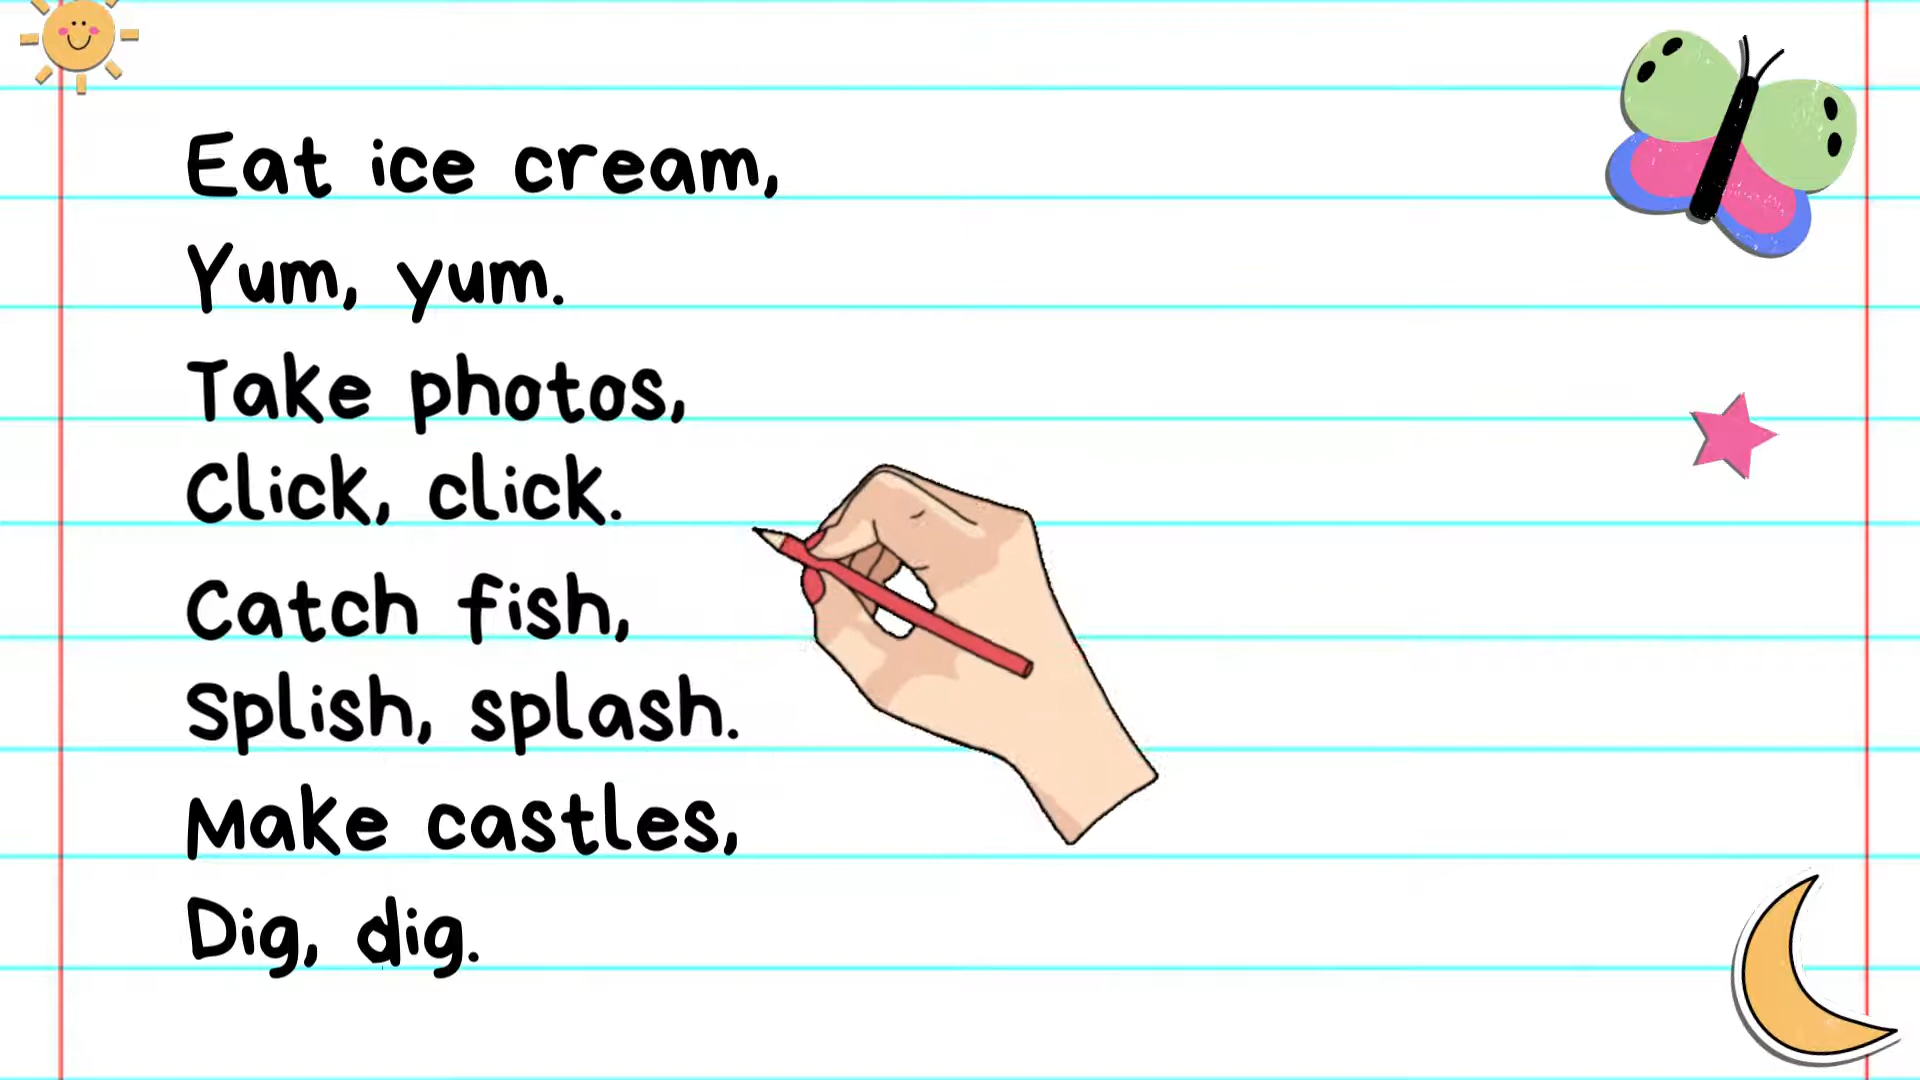 Eat ice cream,
Yum, yum.
Take photos,
Click, click.
Catch fish,
Splish, splash.
Make castles,
Dig, dig.